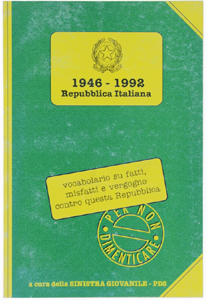 1946 - 1992
Repubblica Italiana
vocabolario su fatti,
misfatti e vergogne
contro questa Repubblica
PER NON
DIMENTICARE
a cura della SINISTRA GIOVANILE - PDS